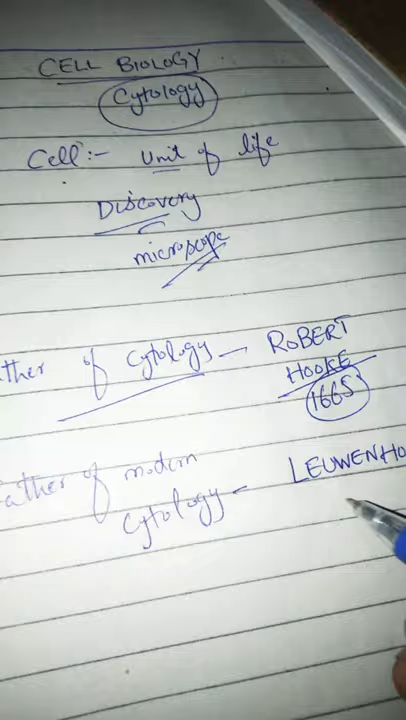 CELL BIOLOGY
Cytology
Cell:- Unit of life
Discovery
microscope
ather of Cytology — ROBERT
HOOKE
1665
Father of modern
Cytology — LEUWENHO